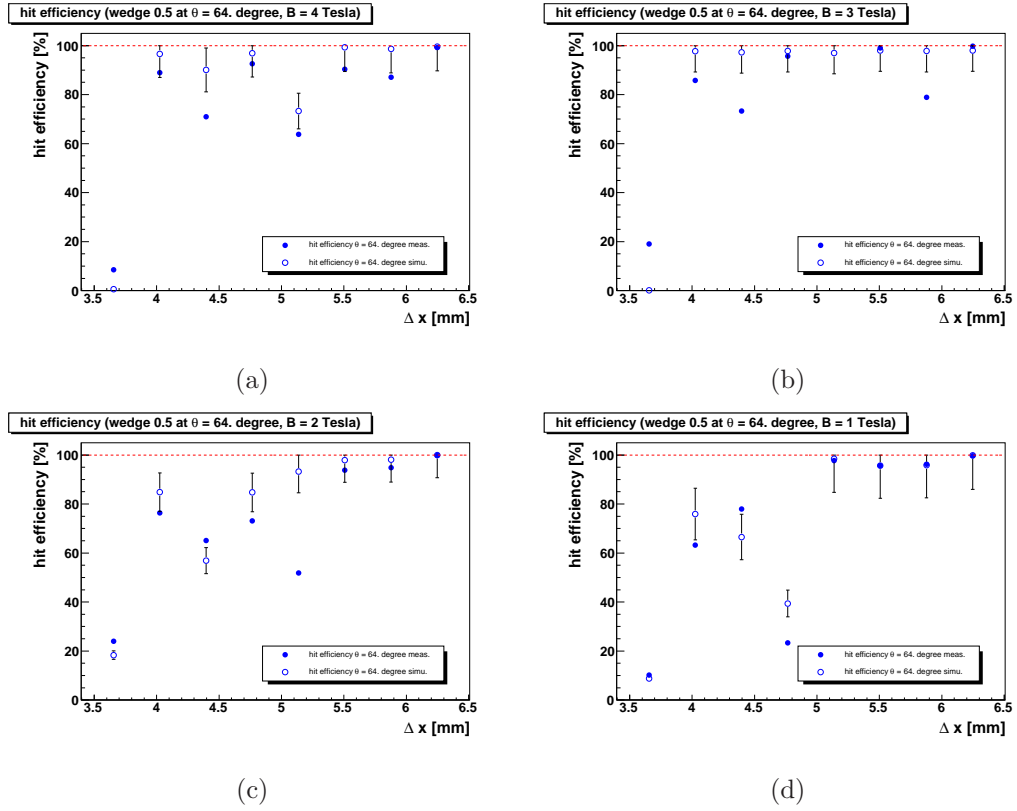 hit efficiency (wedge 0.5 at θ = 64. degree, B = 4 Tesla)
hit efficiency [%]
100
80
60
40
20
0
hit efficiency θ = 64. degree meas.
hit efficiency θ = 64. degree simu.
3.5 4 4.5 5 5.5 6 6.5
Δ x [mm]
(a)
hit efficiency (wedge 0.5 at θ = 64. degree, B = 3 Tesla)
hit efficiency [%]
100
80
60
40
20
0
hit efficiency θ = 64. degree meas.
hit efficiency θ = 64. degree simu.
3.5 4 4.5 5 5.5 6 6.5
Δ x [mm]
(b)
hit efficiency (wedge 0.5 at θ = 64. degree, B = 2 Tesla)
hit efficiency [%]
100
80
60
40
20
0
hit efficiency θ = 64. degree meas.
hit efficiency θ = 64. degree simu.
3.5 4 4.5 5 5.5 6 6.5
Δ x [mm]
(c)
hit efficiency (wedge 0.5 at θ = 64. degree, B = 1 Tesla)
hit efficiency [%]
100
80
60
40
20
0
hit efficiency θ = 64. degree meas.
hit efficiency θ = 64. degree simu.
3.5 4 4.5 5 5.5 6 6.5
Δ x [mm]
(d)